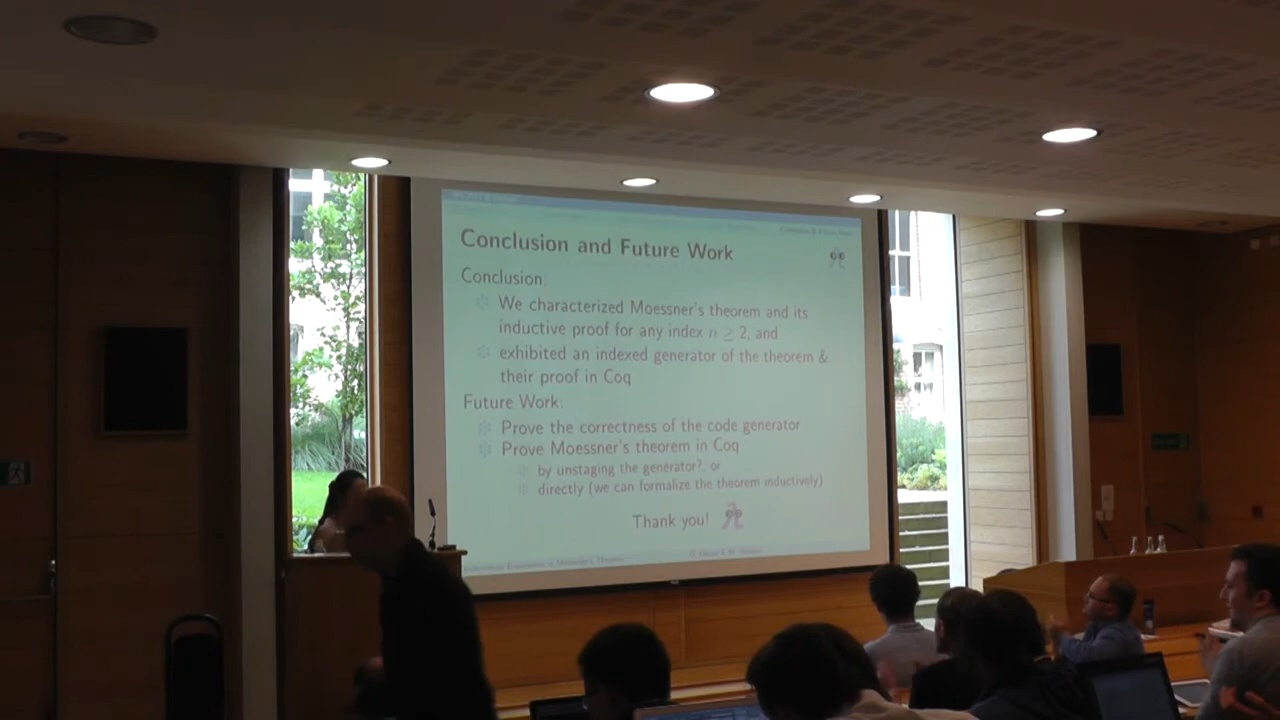 Conclusion and Future Work
Conclusion:
We characterized Moessner's theorem and its
inductive proof for any index n ≥ 2, and
exhibited an indexed generator of the theorem &
their proof in Coq
Future Work:
Prove the correctness of the code generator
Prove Moessner's theorem in Coq
by unstaging the generator?, or
directly (we can formalize the theorem inductively)
Thank you!